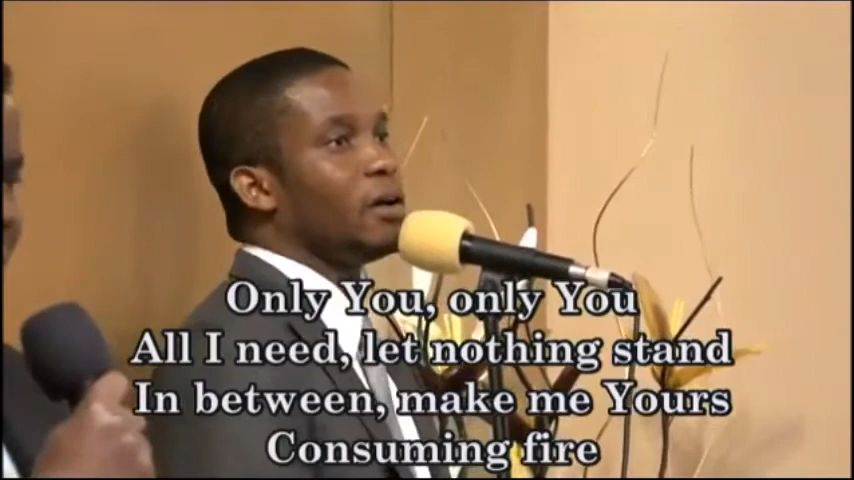 Only You, only You
All I need, let nothing stand
In between, make me Yours
Consuming fire